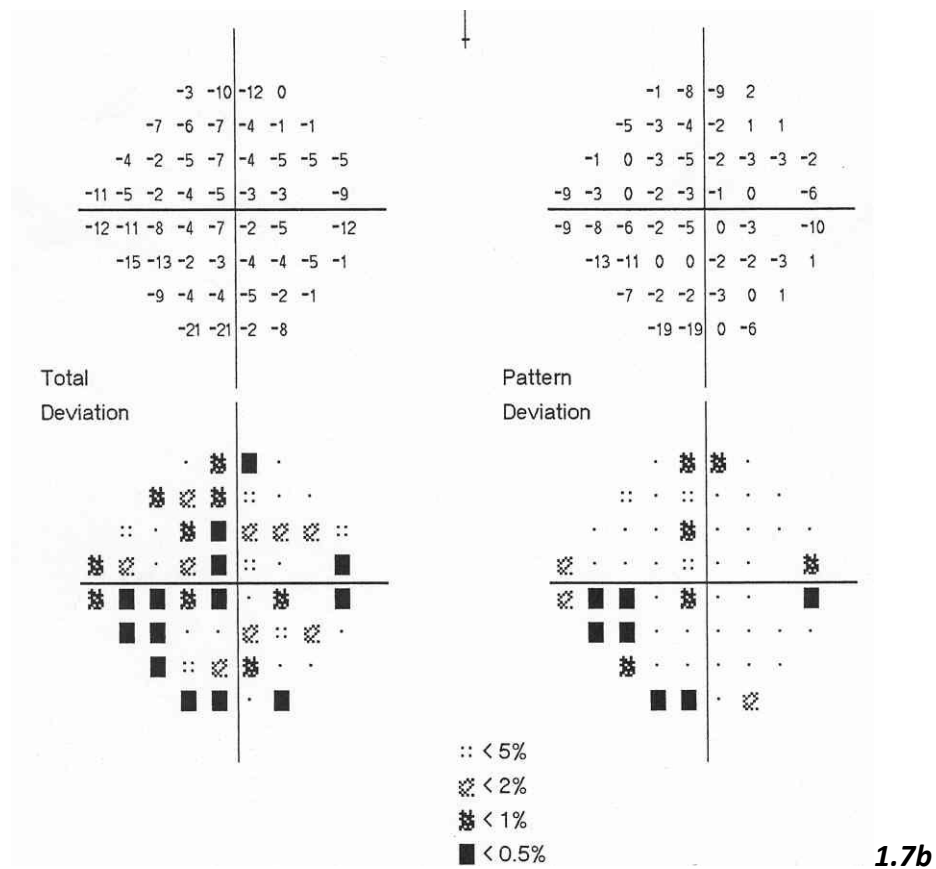 -3 -10 -12 0
-7 -6 -7 -4 -1 -1
-4 -2 -5 -7 -4 -5 -5 -5
-11 -5 -2 -4 -5 -3 -3 -9
-12 -11 -8 -4 -7 -2 -5 -12
-15 -13 -2 -3 -4 -4 -5 -1
-9 -4 -4 -5 -2 -1
-21 -21 -2 -8
Total
Deviation
-1 -8 -9 2
-5 -3 -4 -2 1 1
-1 0 -3 -5 -2 -3 -3 -2
-9 -3 0 -2 -3 -1 0 -6
-9 -8 -6 -2 -5 0 -3 -10
-13 -11 0 0 -2 -2 -3 1
-7 -2 -2 -3 0 1
-19 -19 0 -6
Pattern
Deviation
< 5%
< 2%
< 1%
< 0.5%
1.7b